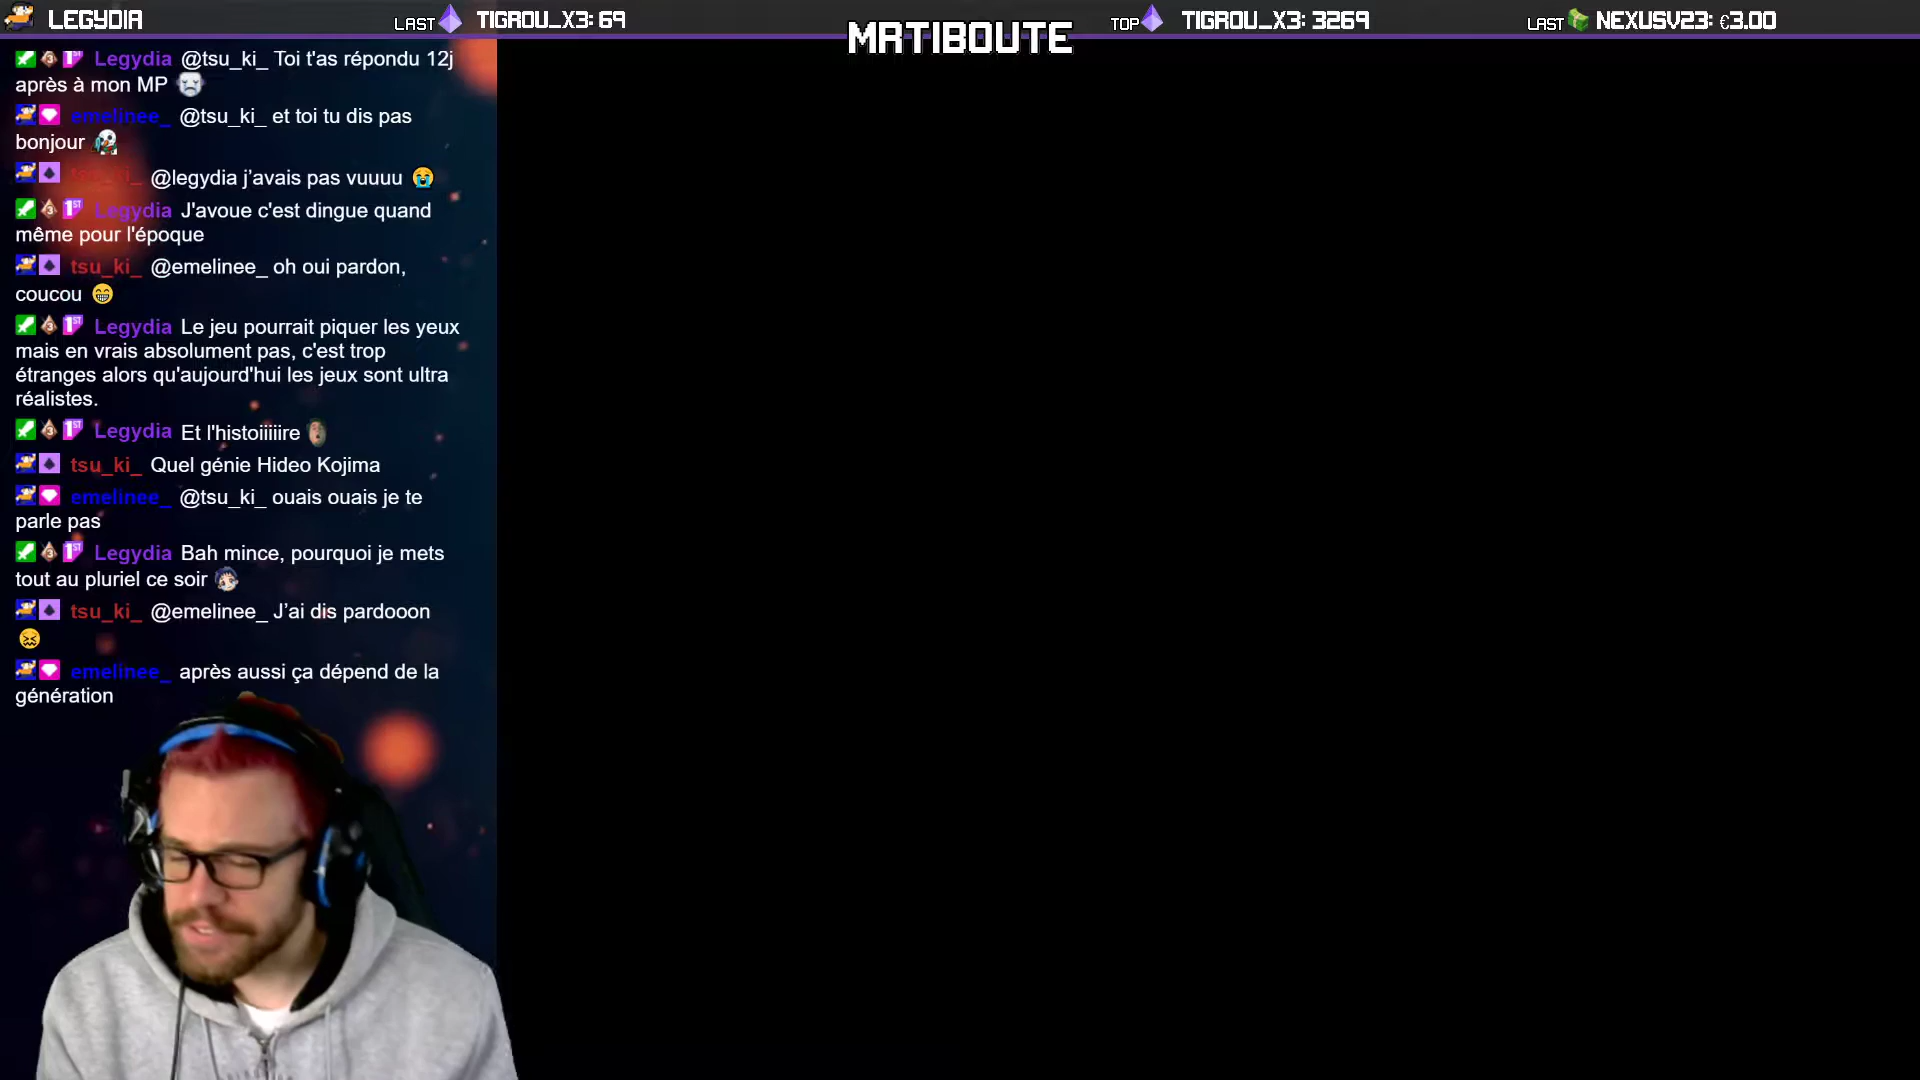 LEGYDIA
LAST TIGROU_X3: 69
MRTIBOUTE
TOP TIGROU_X3: 3269
LAST NEXUSV23: €3.00
Legydia @tsu_ki_ Toi t'as répondu 12j
après à mon MP
emelinee_ @tsu_ki_ et toi tu dis pas
bonjour
tsu_ki_ @legydia j’avais pas vuuuu 😭
Legydia J'avoue c'est dingue quand
même pour l'époque
tsu_ki_ @emelinee_ oh oui pardon,
coucou 😁
Legydia Le jeu pourrait piquer les yeux
mais en vrais absolument pas, c'est trop
étranges alors qu'aujourd'hui les jeux sont ultra
réalistes.
Legydia Et l'histoiiiiire
tsu_ki_ Quel génie Hideo Kojima
emelinee_ @tsu_ki_ ouais ouais je te
parle pas
Legydia Bah mince, pourquoi je mets
tout au pluriel ce soir
tsu_ki_ @emelinee_ J’ai dis pardooon
😖
emelinee_ après aussi ça dépend de la
génération